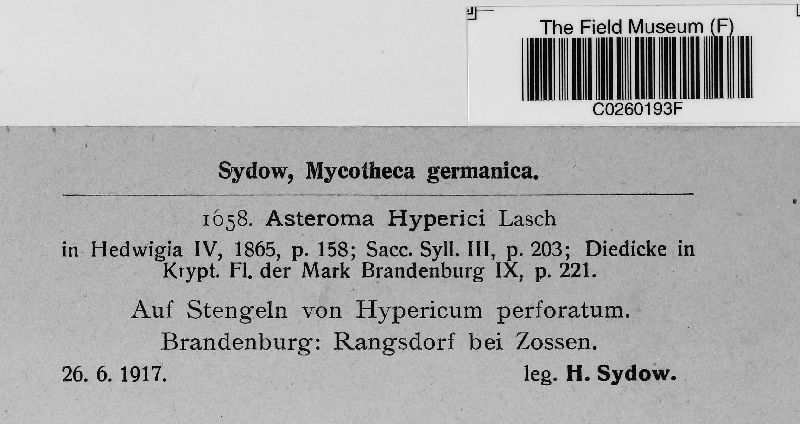 The Field Museum (F)
C0260193F
Sydow, Mycotheca germanica.
1658. Asteroma Hyperici Lasch
in Hedwigia IV, 1865, p. 158; Sacc. Syll. III, p. 203; Diedicke in
Krypt. Fl. der Mark Brandenburg IX, p. 221.
Auf Stengeln von Hypericum perforatum.
Brandenburg: Rangsdorf bei Zossen.
26. 6. 1917. leg. H. Sydow.